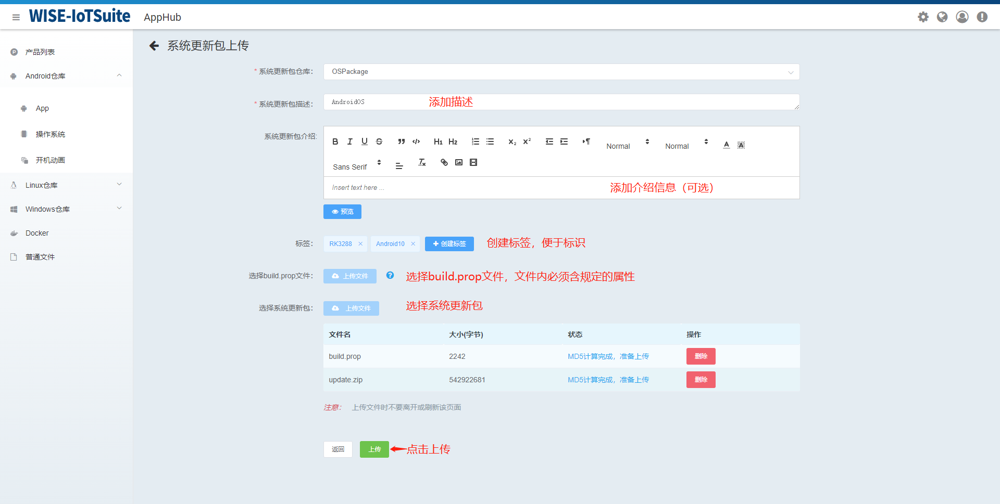 WISE-IoTSuite AppHub
产品列表
Android仓库
App
操作系统
开机动画
Linux仓库
Windows仓库
Docker
普通文件
系统更新包上传
* 系统更新包仓库： OSPackage
* 系统更新包描述： AndroidOS 添加描述
系统更新包介绍:
B I U S H1 H2 x₂ x² Normal Normal A A
Sans Serif
Insert text here ... 添加介绍信息（可选）
预览
标签： RK3288 × Android10 × 创建标签 创建标签，便于标识
选择build.prop文件： 上传文件 选择build.prop文件，文件内必须含规定的属性
选择系统更新包： 上传文件 选择系统更新包
文件名 大小(字节) 状态 操作
build.prop 2242 MD5计算完成，准备上传 删除
update.zip 542922681 MD5计算完成，准备上传 删除
注意： 上传文件时不要离开或刷新该页面
返回 上传 点击上传